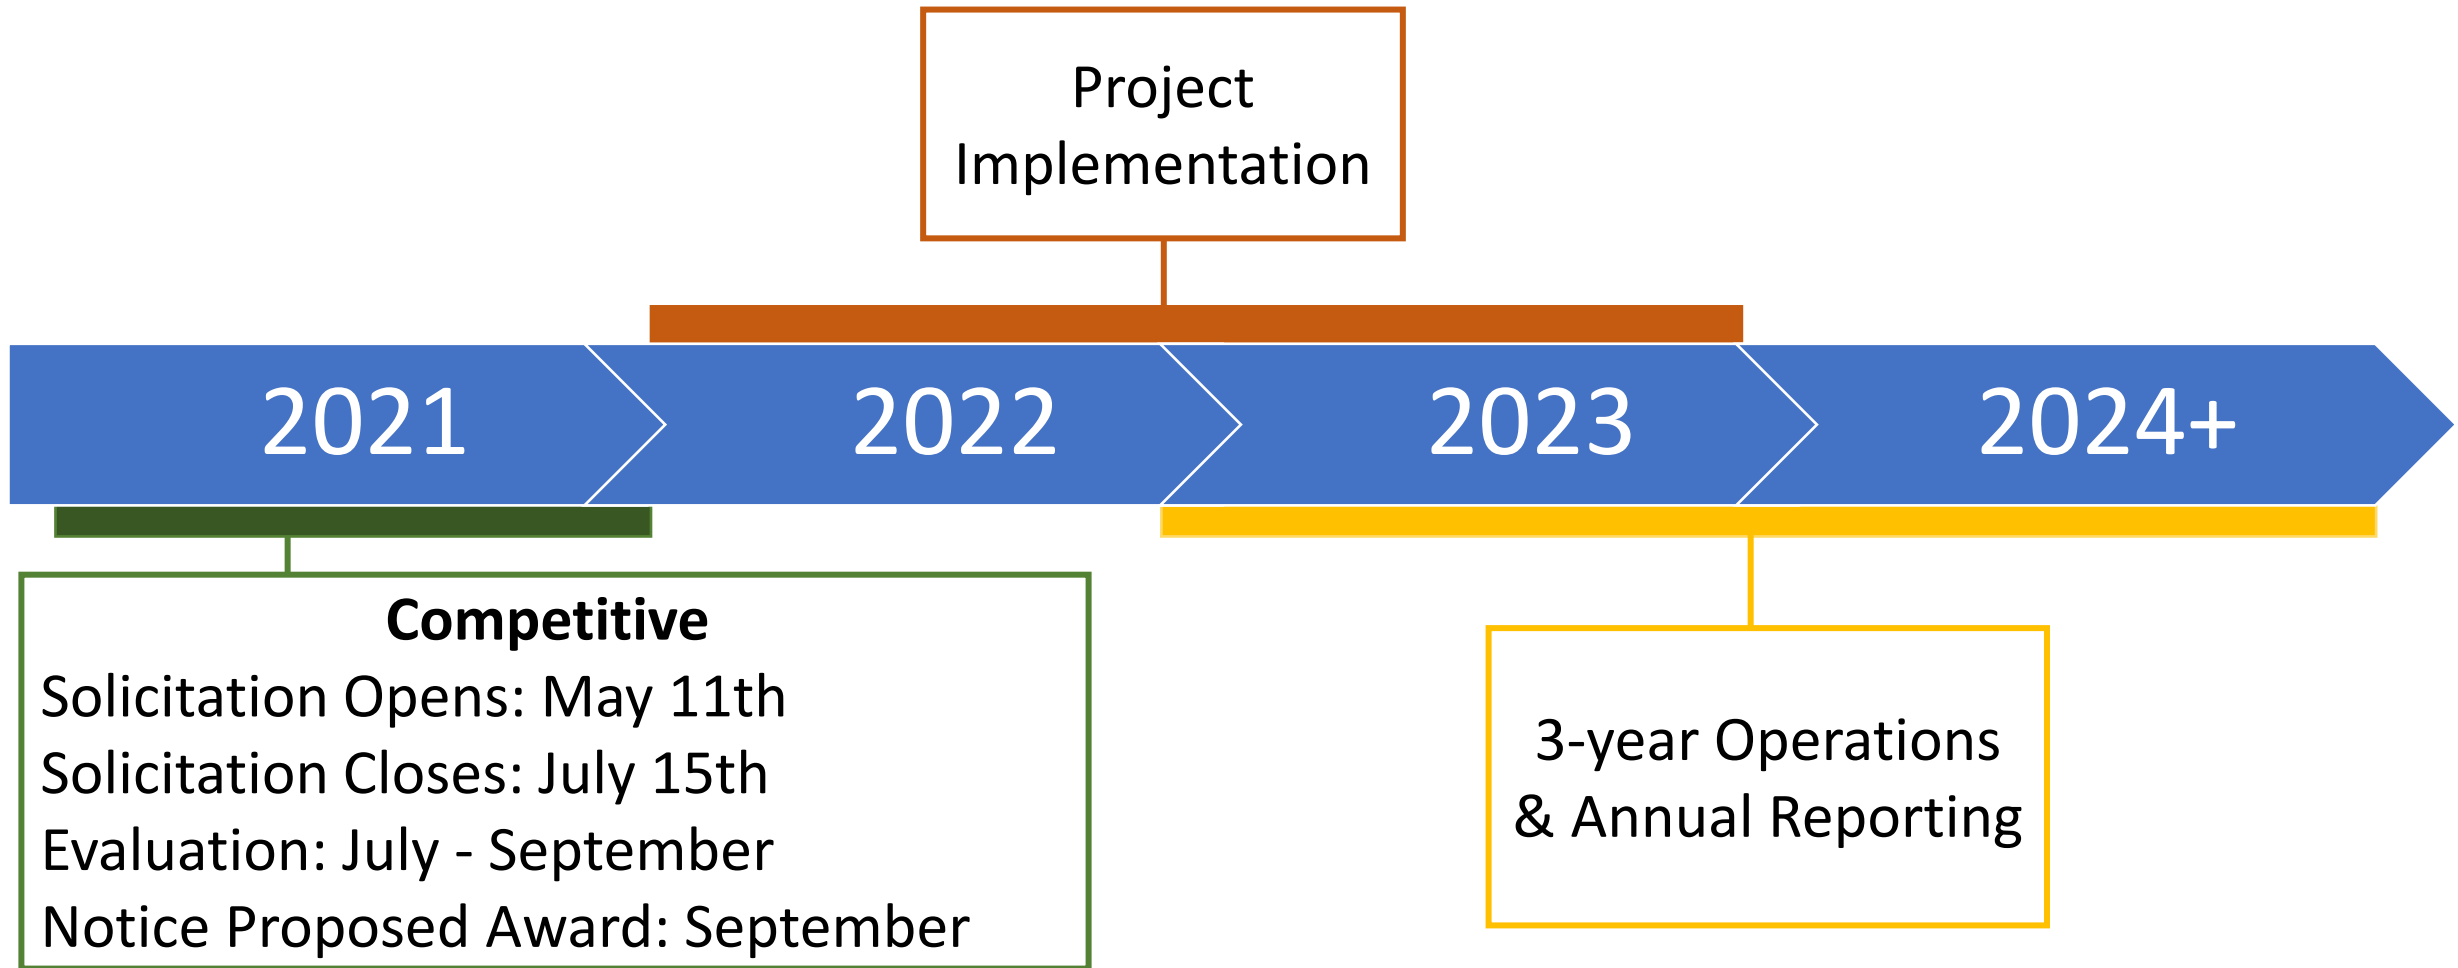 Project
Implementation
2021
2022
2023
2024+
Competitive
Solicitation Opens: May 11th
Solicitation Closes: July 15th
Evaluation: July - September
Notice Proposed Award: September
3-year Operations
& Annual Reporting